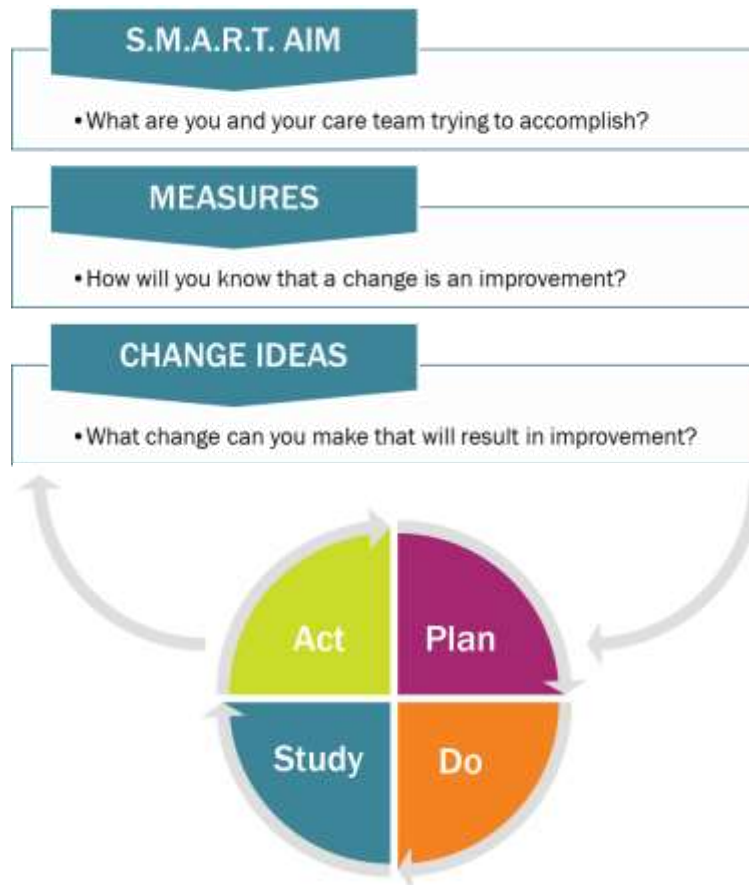 S.M.A.R.T. AIM
•What are you and your care team trying to accomplish?
MEASURES
•How will you know that a change is an improvement?
CHANGE IDEAS
•What change can you make that will result in improvement?
Act
Plan
Study
Do